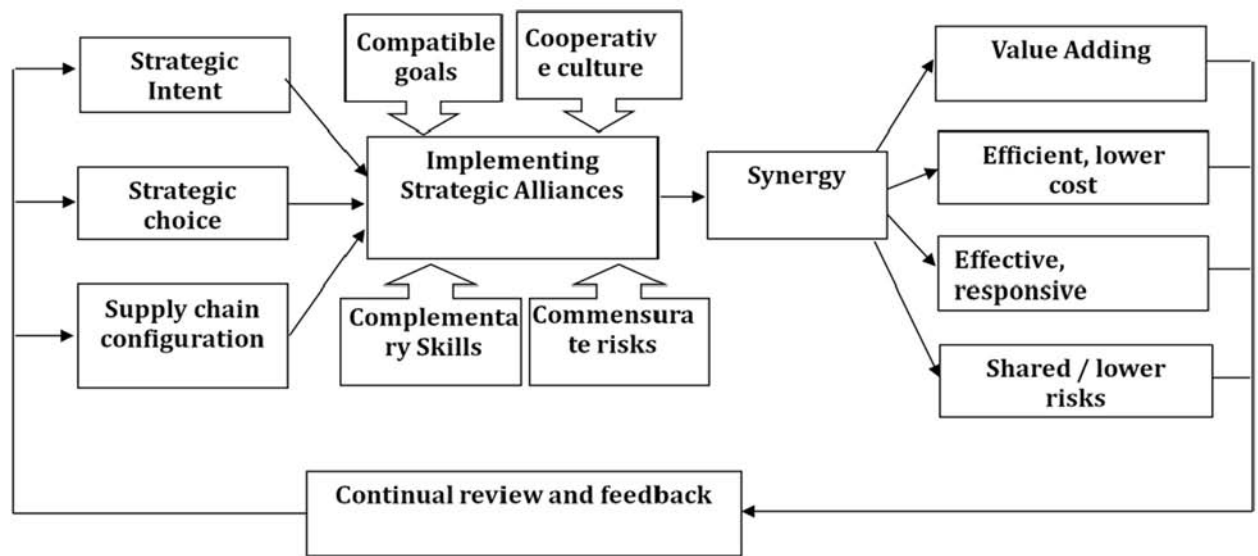 Strategic
Intent
Compatible
goals
Cooperativ
e culture
Value Adding
Strategic
choice
Implementing
Strategic Alliances
Synergy
Efficient, lower
cost
Supply chain
configuration
Complementa
ry Skills
Commensura
te risks
Effective,
responsive
Shared / lower
risks
Continual review and feedback